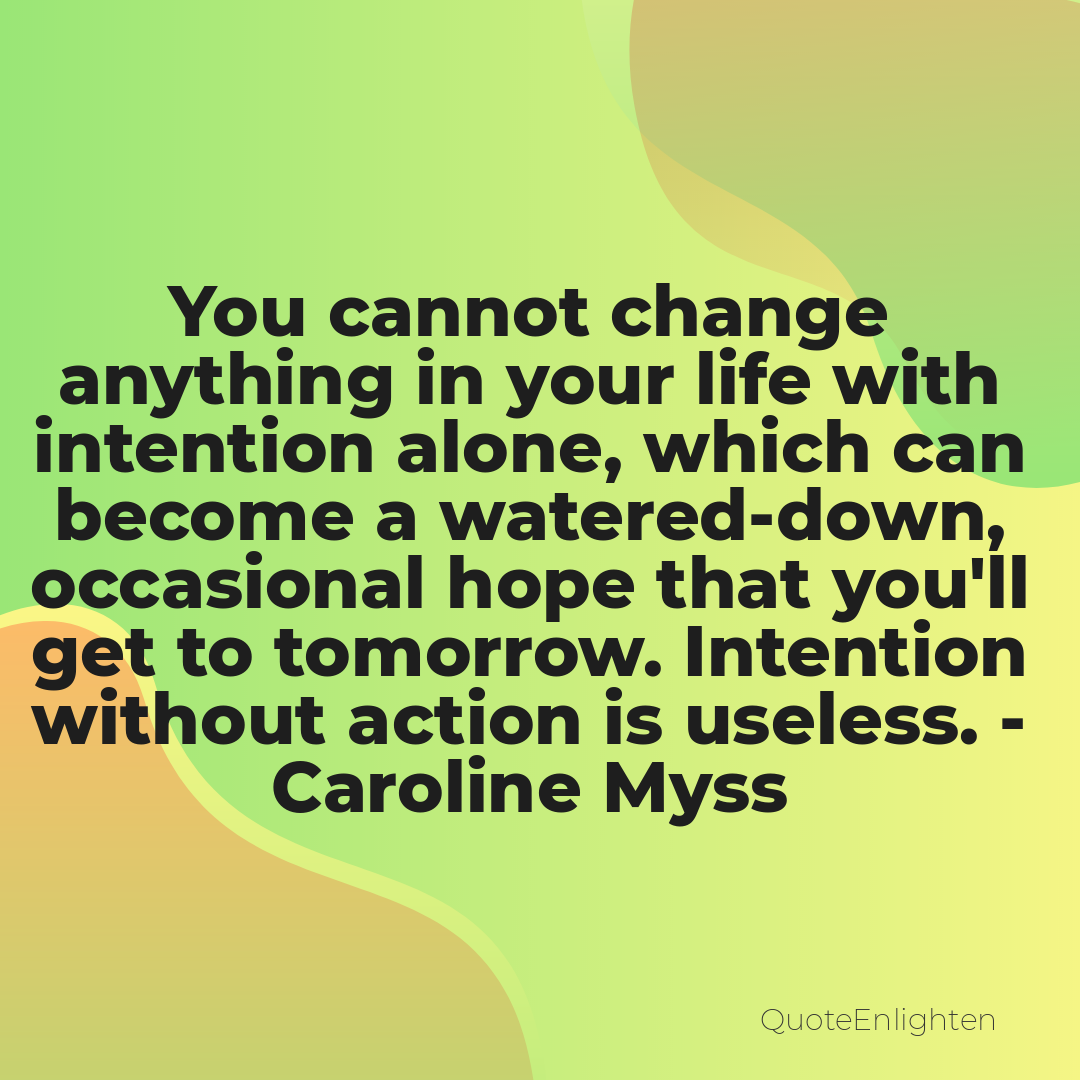 You cannot change
anything in your life with
intention alone, which can
become a watered-down,
occasional hope that you'll
get to tomorrow. Intention
without action is useless. -
Caroline Myss
QuoteEnlighten